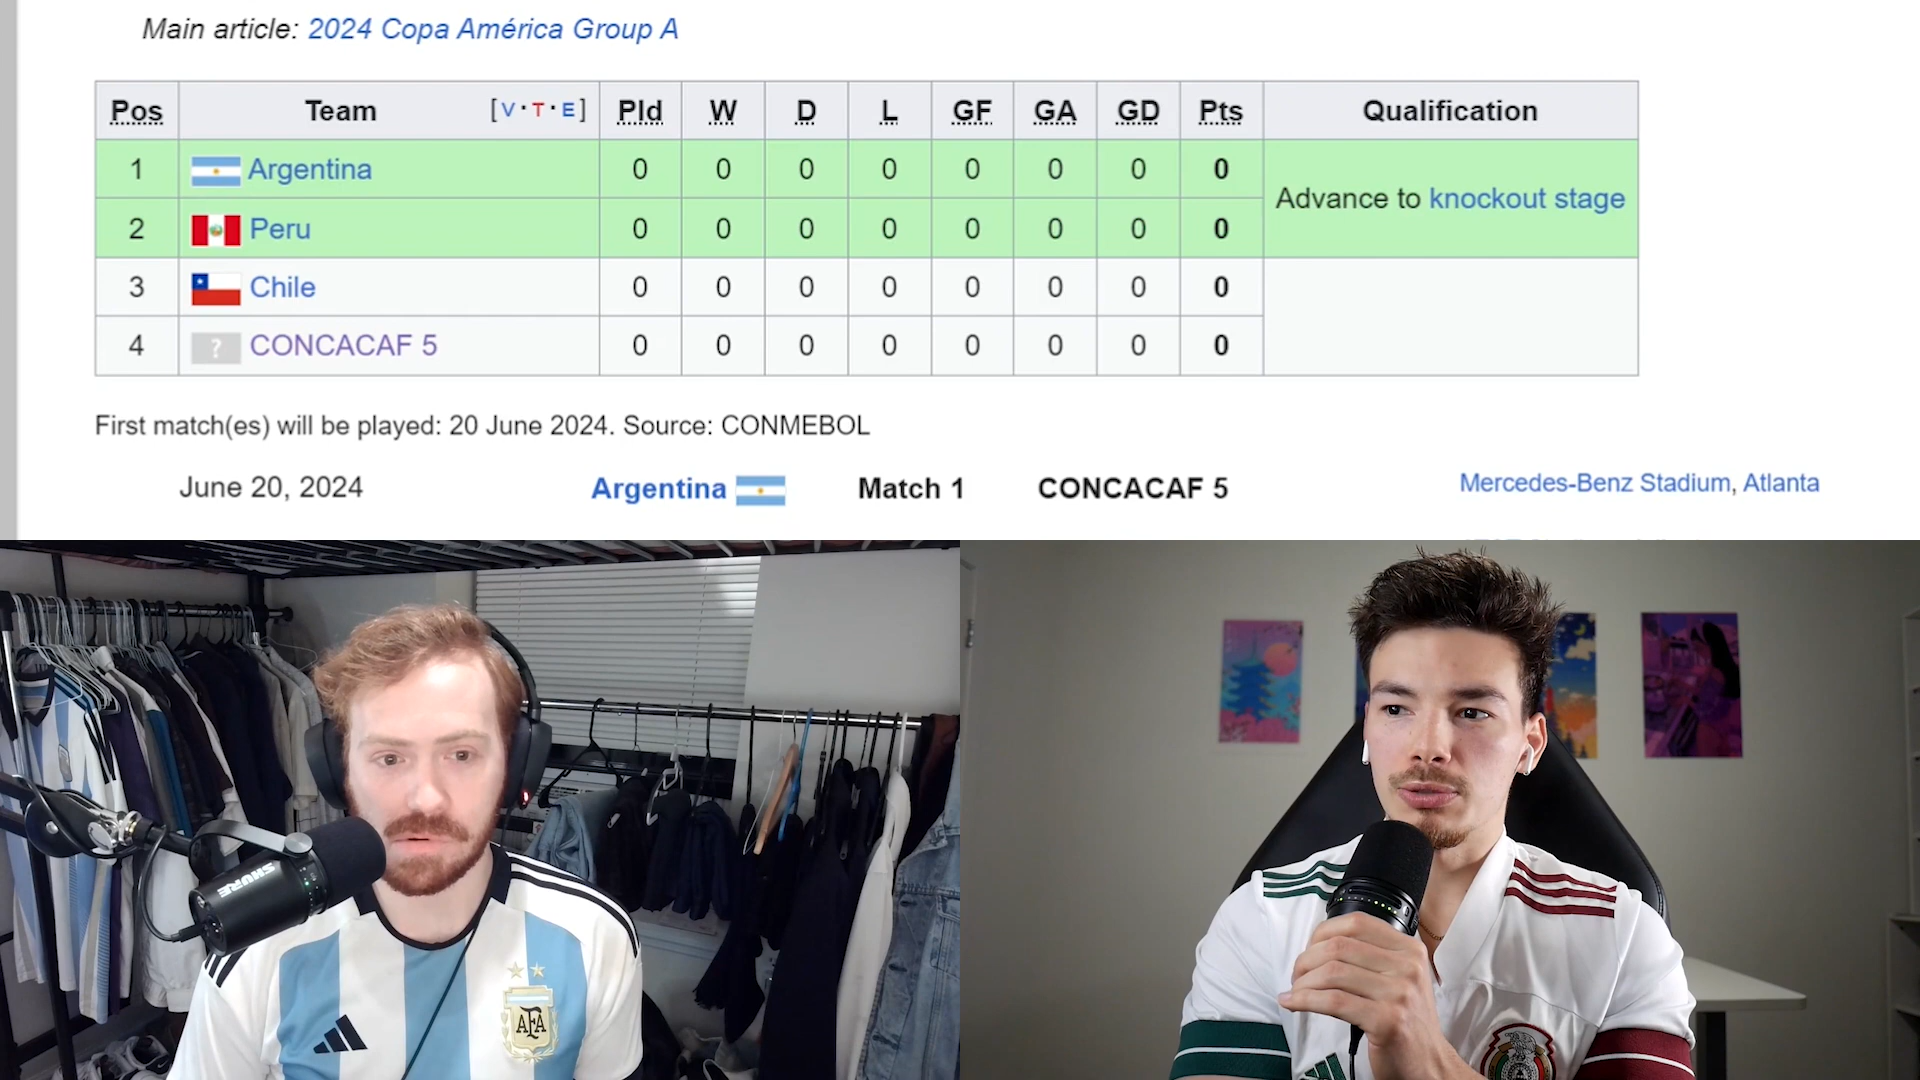 Main article: 2024 Copa América Group A
Pos Team [V·T·E] Pld W D L GF GA GD Pts Qualification
1 Argentina 0 0 0 0 0 0 0 0 Advance to knockout stage
2 Peru 0 0 0 0 0 0 0 0
3 Chile 0 0 0 0 0 0 0 0
4 ? CONCACAF 5 0 0 0 0 0 0 0 0
First match(es) will be played: 20 June 2024. Source: CONMEBOL
June 20, 2024 Argentina Match 1 CONCACAF 5 Mercedes-Benz Stadium, Atlanta
SHURE
AFA